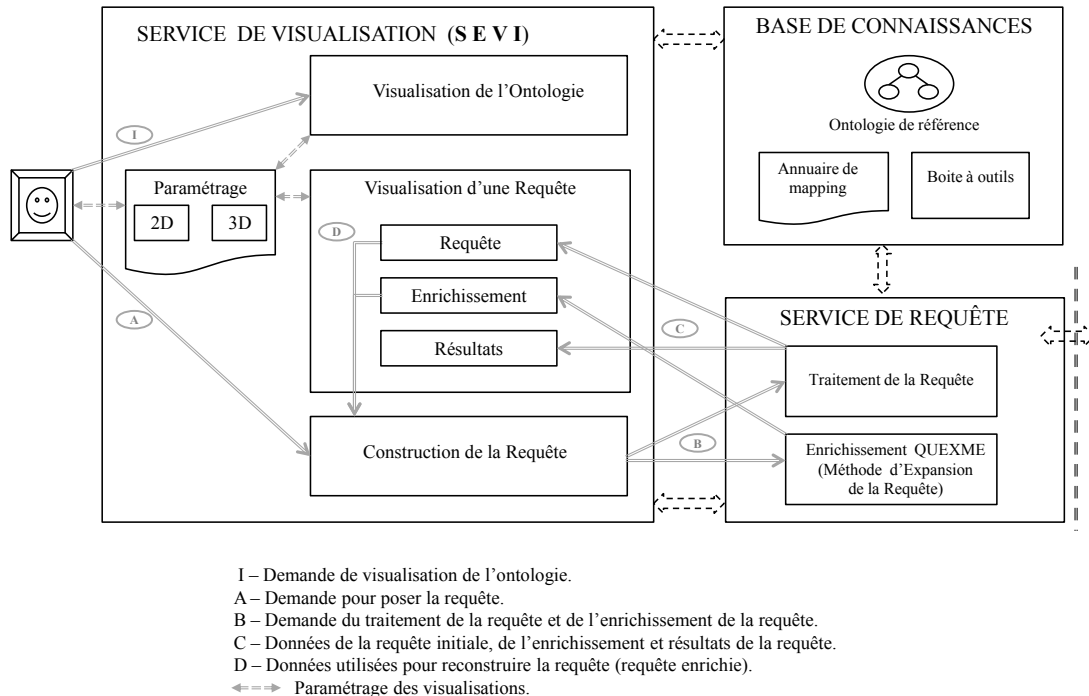 SERVICE DE VISUALISATION (S E V I)
Visualisation de l’Ontologie
I
Paramétrage
2D
3D
Visualisation d’une Requête
D
Requête
Enrichissement
Résultats
A
Construction de la Requête
BASE DE CONNAISSANCES
Ontologie de référence
Annuaire de
mapping
Boite à outils
SERVICE DE REQUÊTE
C
Traitement de la Requête
B
Enrichissement QUEXME
(Méthode d’Expansion
de la Requête)
I – Demande de visualisation de l’ontologie.
A – Demande pour poser la requête.
B – Demande du traitement de la requête et de l’enrichissement de la requête.
C – Données de la requête initiale, de l’enrichissement et résultats de la requête.
D – Données utilisées pour reconstruire la requête (requête enrichie).
Paramétrage des visualisations.